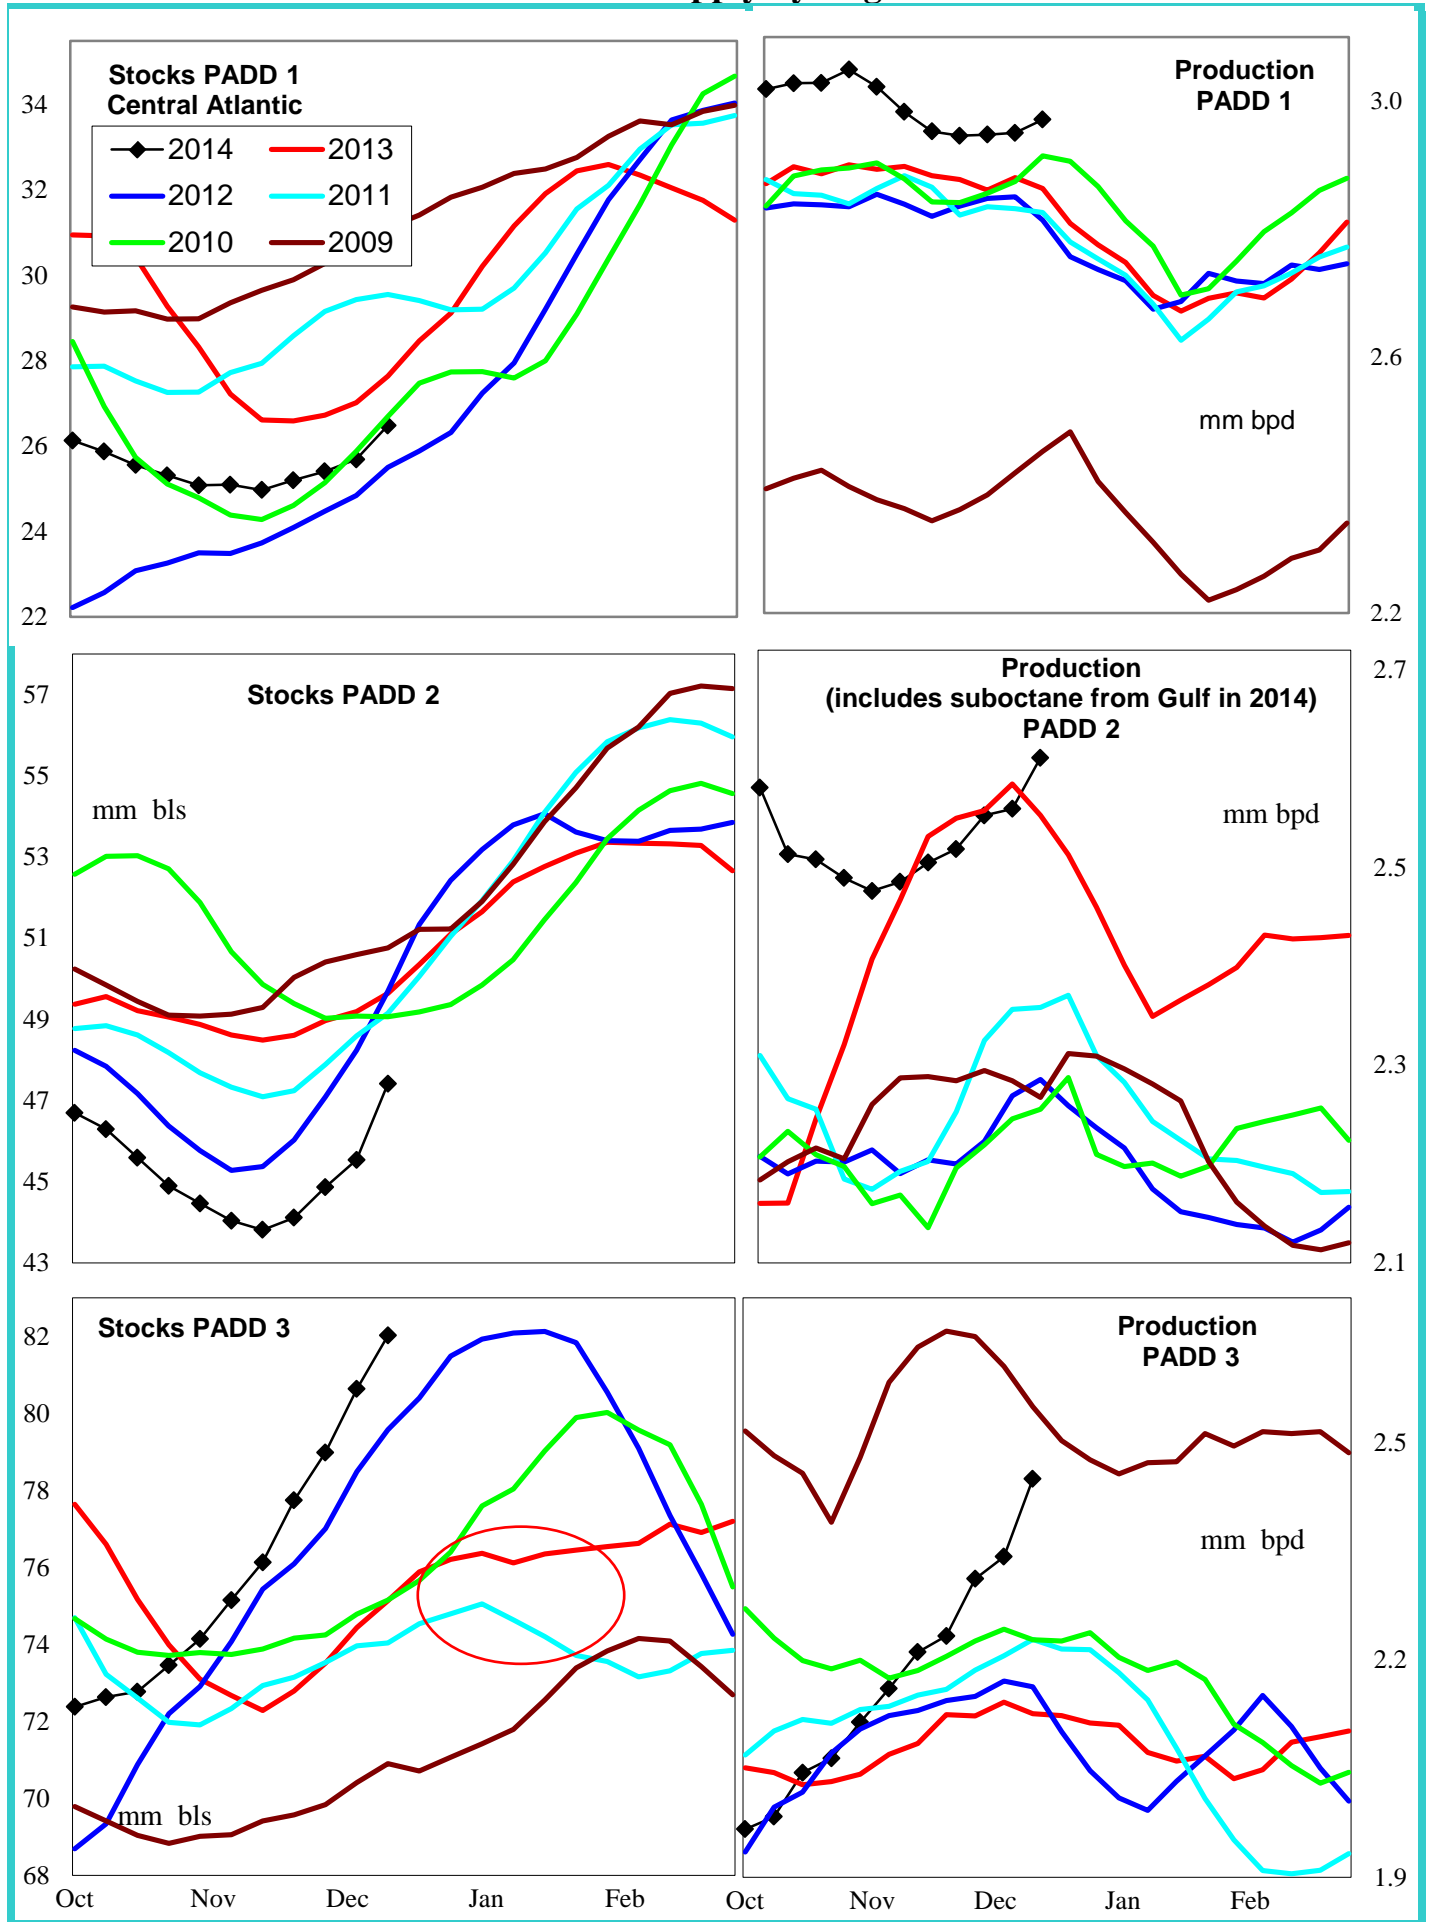 Stocks PADD 1
Central Atlantic
2014
2013
2012
2011
2010
2009
34
32
30
28
26
24
22
Production
PADD 1
mm bpd
3.0
2.6
2.2
Stocks PADD 2
mm bls
57
55
53
51
49
47
45
43
Production
(includes suboctane from Gulf in 2014)
PADD 2
mm bpd
2.7
2.5
2.3
2.1
Stocks PADD 3
mm bls
82
80
78
76
74
72
70
68
Oct
Nov
Dec
Jan
Feb
Production
PADD 3
mm bpd
2.5
2.2
1.9
Oct
Nov
Dec
Jan
Feb